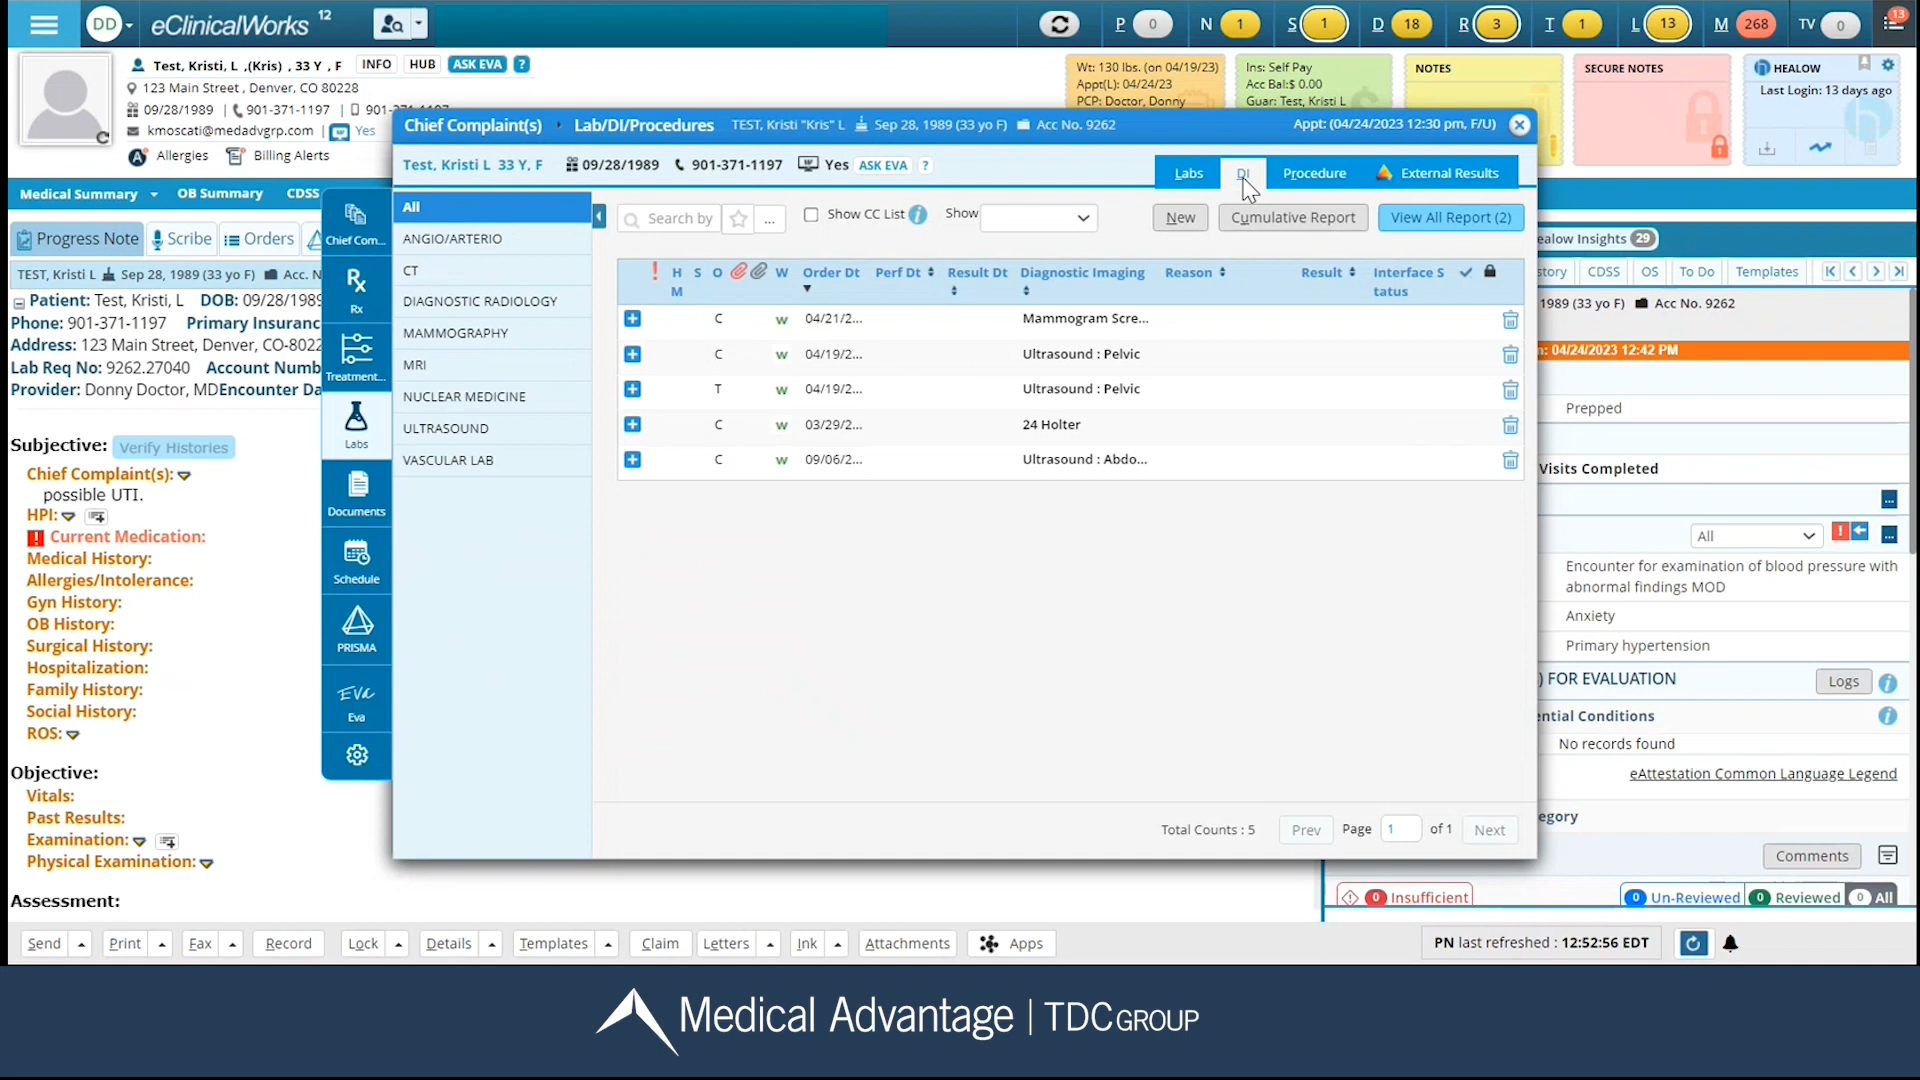 DD
eClinicalWorks 12
P 0
N 1
S 1
D 18
R 3
T 1
L 13
M 268
TV 0
13
Test, Kristi, L ,(Kris) , 33 Y , F INFO HUB ASK EVA ?
123 Main Street , Denver, CO 80228
09/28/1989 | 901-371-1197 | 901-371-1197
kmoscati@medadvgrp.com | Yes
Allergies Billing Alerts
Wt: 130 lbs. (on 04/19/23)
Appt(L): 04/24/23
PCP: Doctor, Donny
Ins: Self Pay
Acc Bal:$ 0.00
Guar: Test, Kristi L
NOTES
SECURE NOTES
HEALOW
Last Login: 13 days ago
Medical Summary OB Summary CDSS
Progress Note Scribe Orders
TEST, Kristi L Sep 28, 1989 (33 yo F) Acc. N
Patient: Test, Kristi, L DOB: 09/28/1989
Phone: 901-371-1197 Primary Insuranc
Address: 123 Main Street, Denver, CO-8022
Lab Req No: 9262.27040 Account Numb
Provider: Donny Doctor, MD Encounter Da
Subjective: Verify Histories
Chief Complaint(s):
possible UTI.
HPI:
Current Medication:
Medical History:
Allergies/Intolerance:
Gyn History:
OB History:
Surgical History:
Hospitalization:
Family History:
Social History:
ROS:
Objective:
Vitals:
Past Results:
Examination:
Physical Examination:
Assessment:
Chief Com...
Rx
Treatment...
Labs
Documents
Schedule
PRISMA
Eva
Eva
Chief Complaint(s) Lab/DI/Procedures TEST, Kristi "Kris" L Sep 28, 1989 (33 yo F) Acc No. 9262 Appt: (04/24/2023 12:30 pm, F/U)
Test, Kristi L 33 Y, F 09/28/1989 901-371-1197 Yes ASK EVA ?
Labs DI Procedure External Results
All
ANGIO/ARTERIO
CT
DIAGNOSTIC RADIOLOGY
MAMMOGRAPHY
MRI
NUCLEAR MEDICINE
ULTRASOUND
VASCULAR LAB
Search by ... Show CC List Show New Cumulative Report View All Report (2)
! H M S O W Order Dt Perf Dt Result Dt Diagnostic Imaging Reason Result Interface S
tatus
C W 04/21/2... Mammogram Scre...
C W 04/19/2... Ultrasound : Pelvic
T W 04/19/2... Ultrasound : Pelvic
C W 03/29/2... 24 Holter
C W 09/06/2... Ultrasound : Abdo...
Total Counts : 5 Prev Page 1 of 1 Next
ealow Insights 29
story CDSS OS To Do Templates
1989 (33 yo F) Acc No. 9262
n: 04/24/2023 12:42 PM
Prepped
Visits Completed
...
All ! ...
Encounter for examination of blood pressure with
abnormal findings MOD
Anxiety
Primary hypertension
) FOR EVALUATION Logs
ential Conditions
No records found
eAttestation Common Language Legend
egory
Comments
0 Insufficient 0 Un-Reviewed 0 Reviewed 0 All
Send Print Fax Record Lock Details Templates Claim Letters Ink Attachments Apps
PN last refreshed : 12:52:56 EDT
Medical Advantage | TDCGROUP